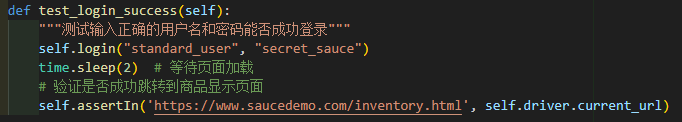 def test_login_success(self):
    """测试输入正确的用户名和密码能否成功登录"""
    self.login("standard_user", "secret_sauce")
    time.sleep(2)  # 等待页面加载
    # 验证是否成功跳转到商品显示页面
    self.assertIn('https://www.saucedemo.com/inventory.html', self.driver.current_url)